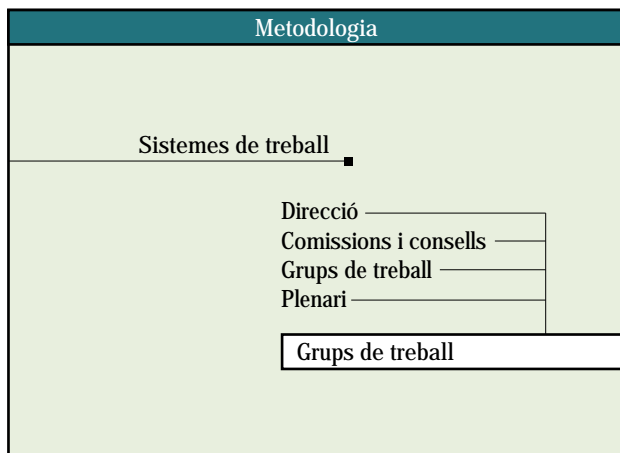 Metodologia
Sistemes de treball
Direcció
Comissions i consells
Grups de treball
Plenari
Grups de treball